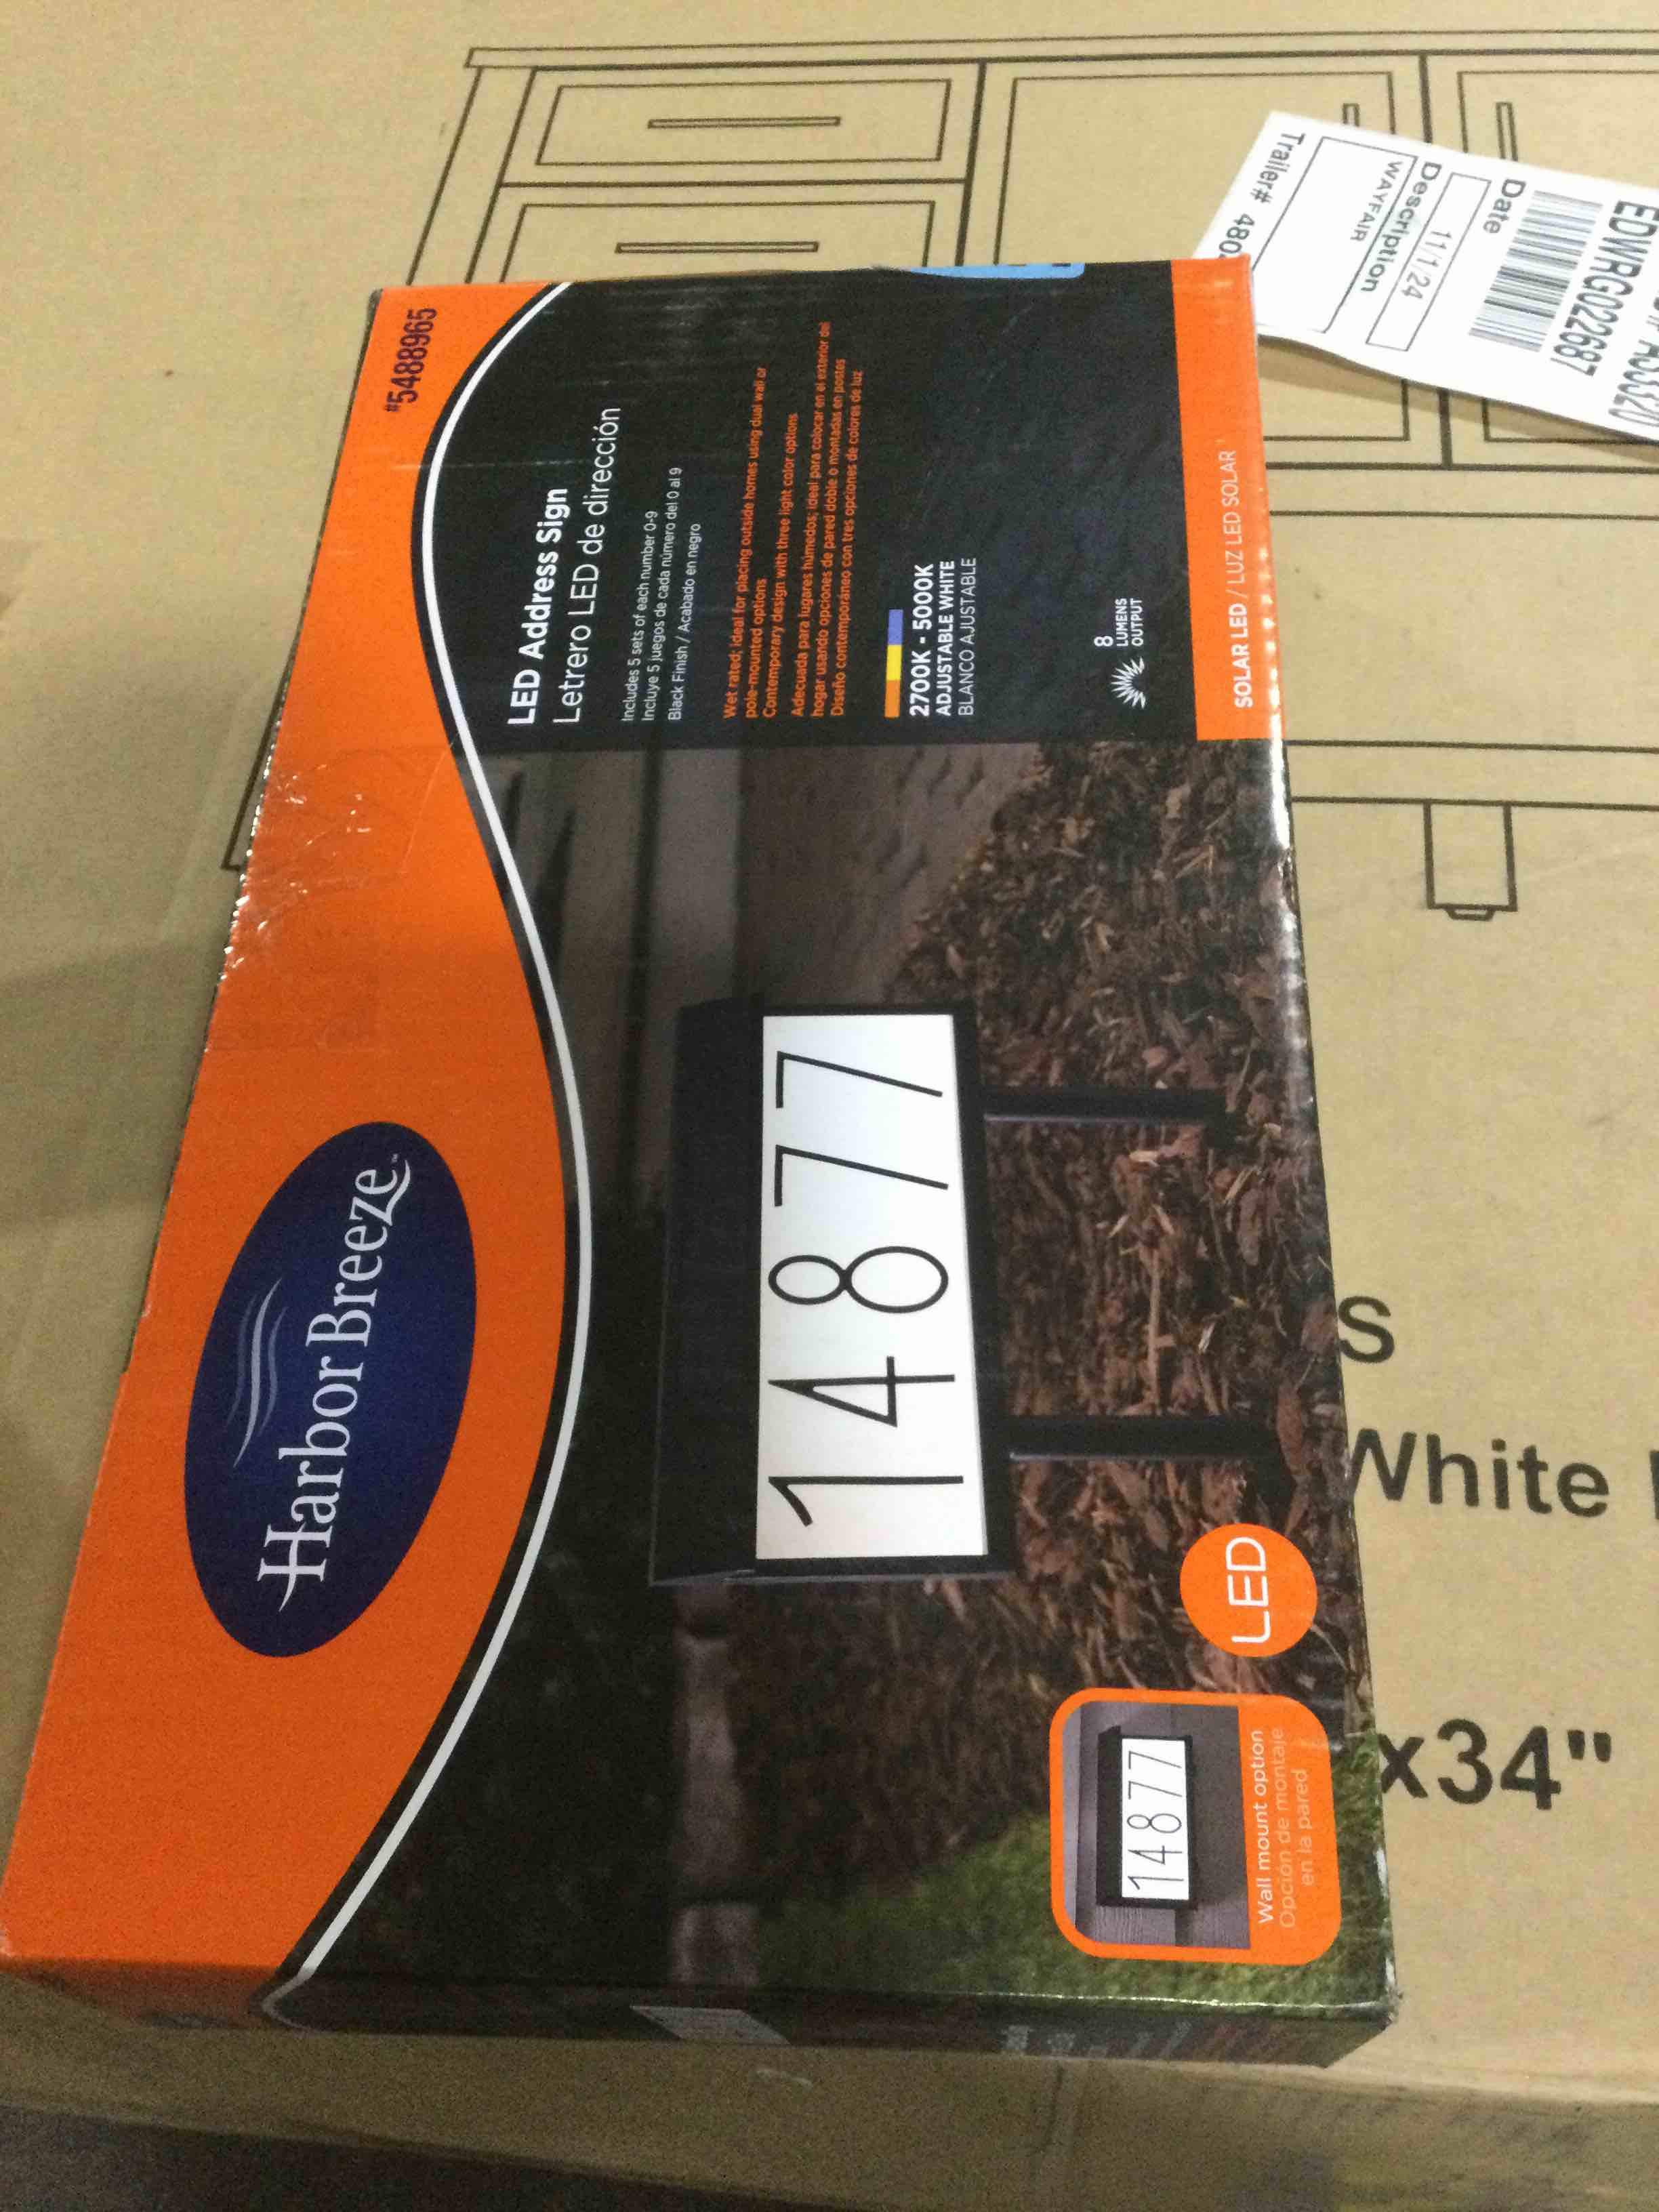 Harbor Breeze™
#5488965
LED Address Sign
Letrero LED de dirección
Includes 5 sets of each number 0-9
Incluye 5 juegos de cada número del 0 al 9
Black Finish / Acabado en negro
Wet rated; ideal for placing outside homes using dual wall or
pole-mounted options
Contemporary design with three light color options
Adecuada para lugares húmedos; ideal para colocar en el exterior del
hogar usando opciones de pared doble o montadas en postes
Diseño contemporáneo con tres opciones de colores de luz
2700K - 5000K
ADJUSTABLE WHITE
BLANCO AJUSTABLE
8
LUMENS
OUTPUT
SOLAR LED / LUZ LED SOLAR
14877
LED
14877
Wall mount option
Opción de montaje
en la pared
EDWRG022687
Date
11/1/24
Description
WAYFAIR
Trailer# 480
S
White
x34"